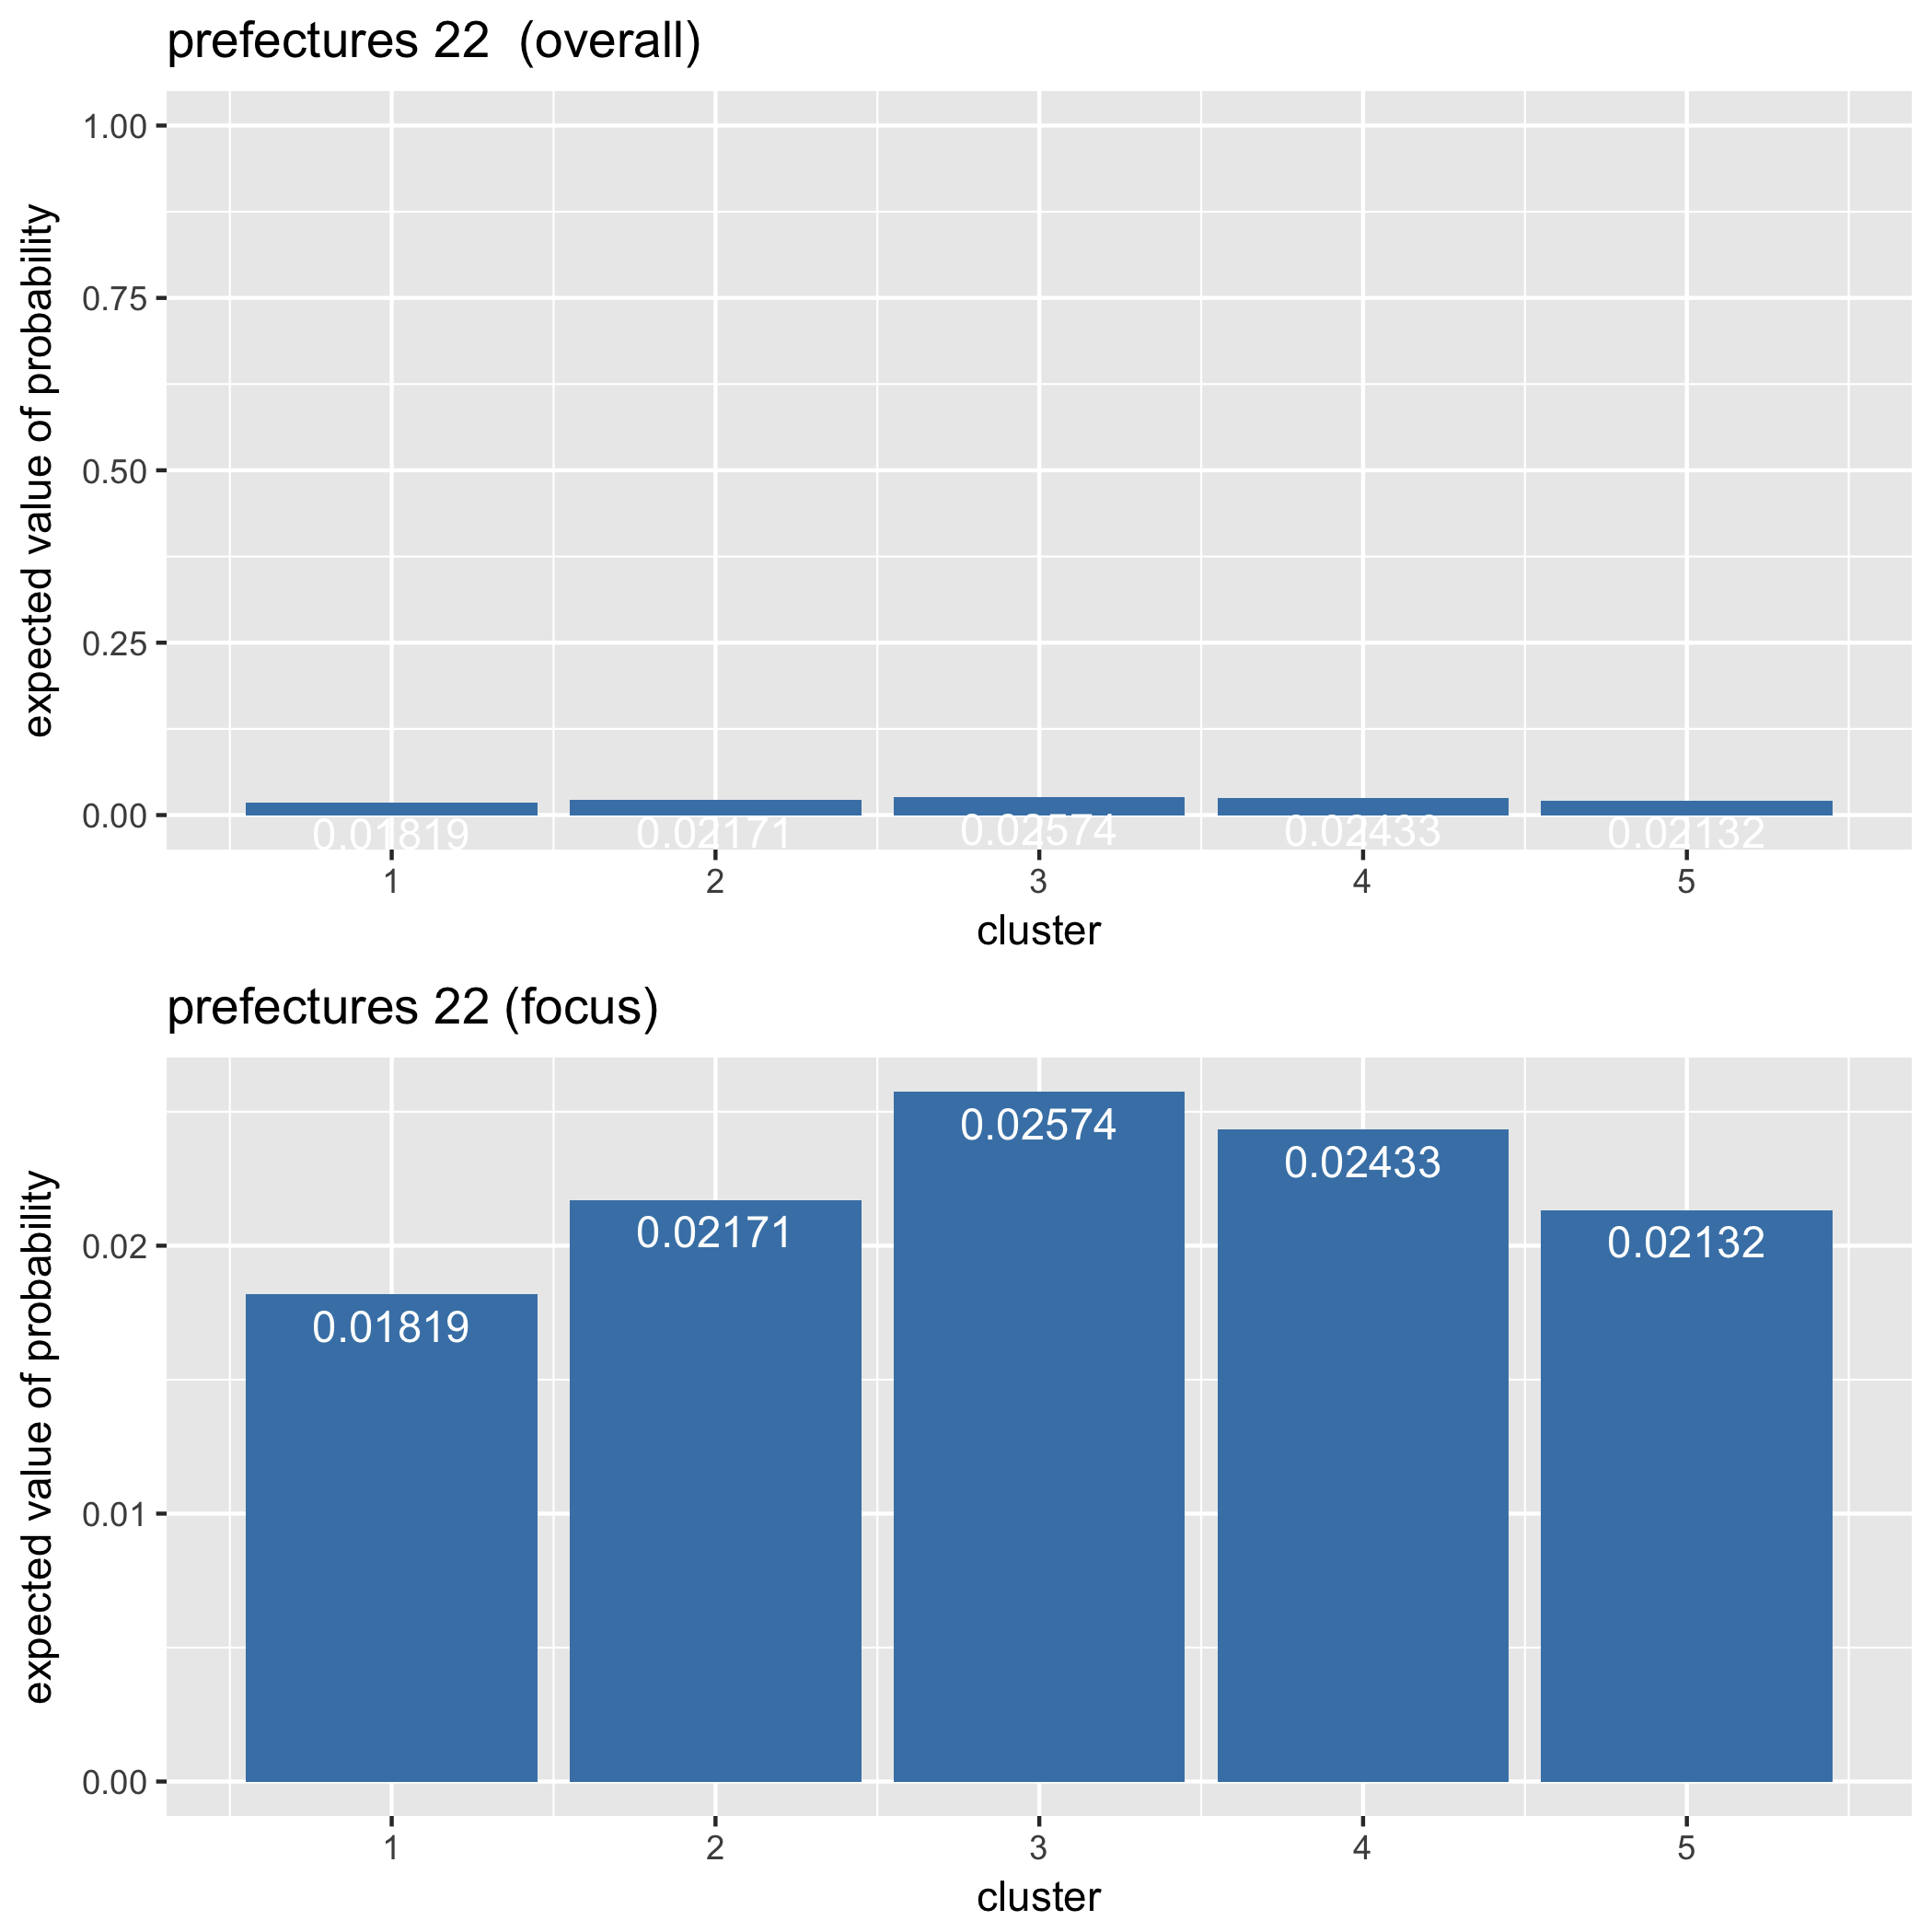 prefectures 22 (overall)
expected value of probability
1.00
0.75
0.50
0.25
0.00
0.01819 0.02171 0.02574 0.02433 0.02132
1 2 3 4 5
cluster
prefectures 22 (focus)
expected value of probability
0.02574
0.02433
0.02171
0.02132
0.01819
0.02
0.01
0.00
1 2 3 4 5
cluster